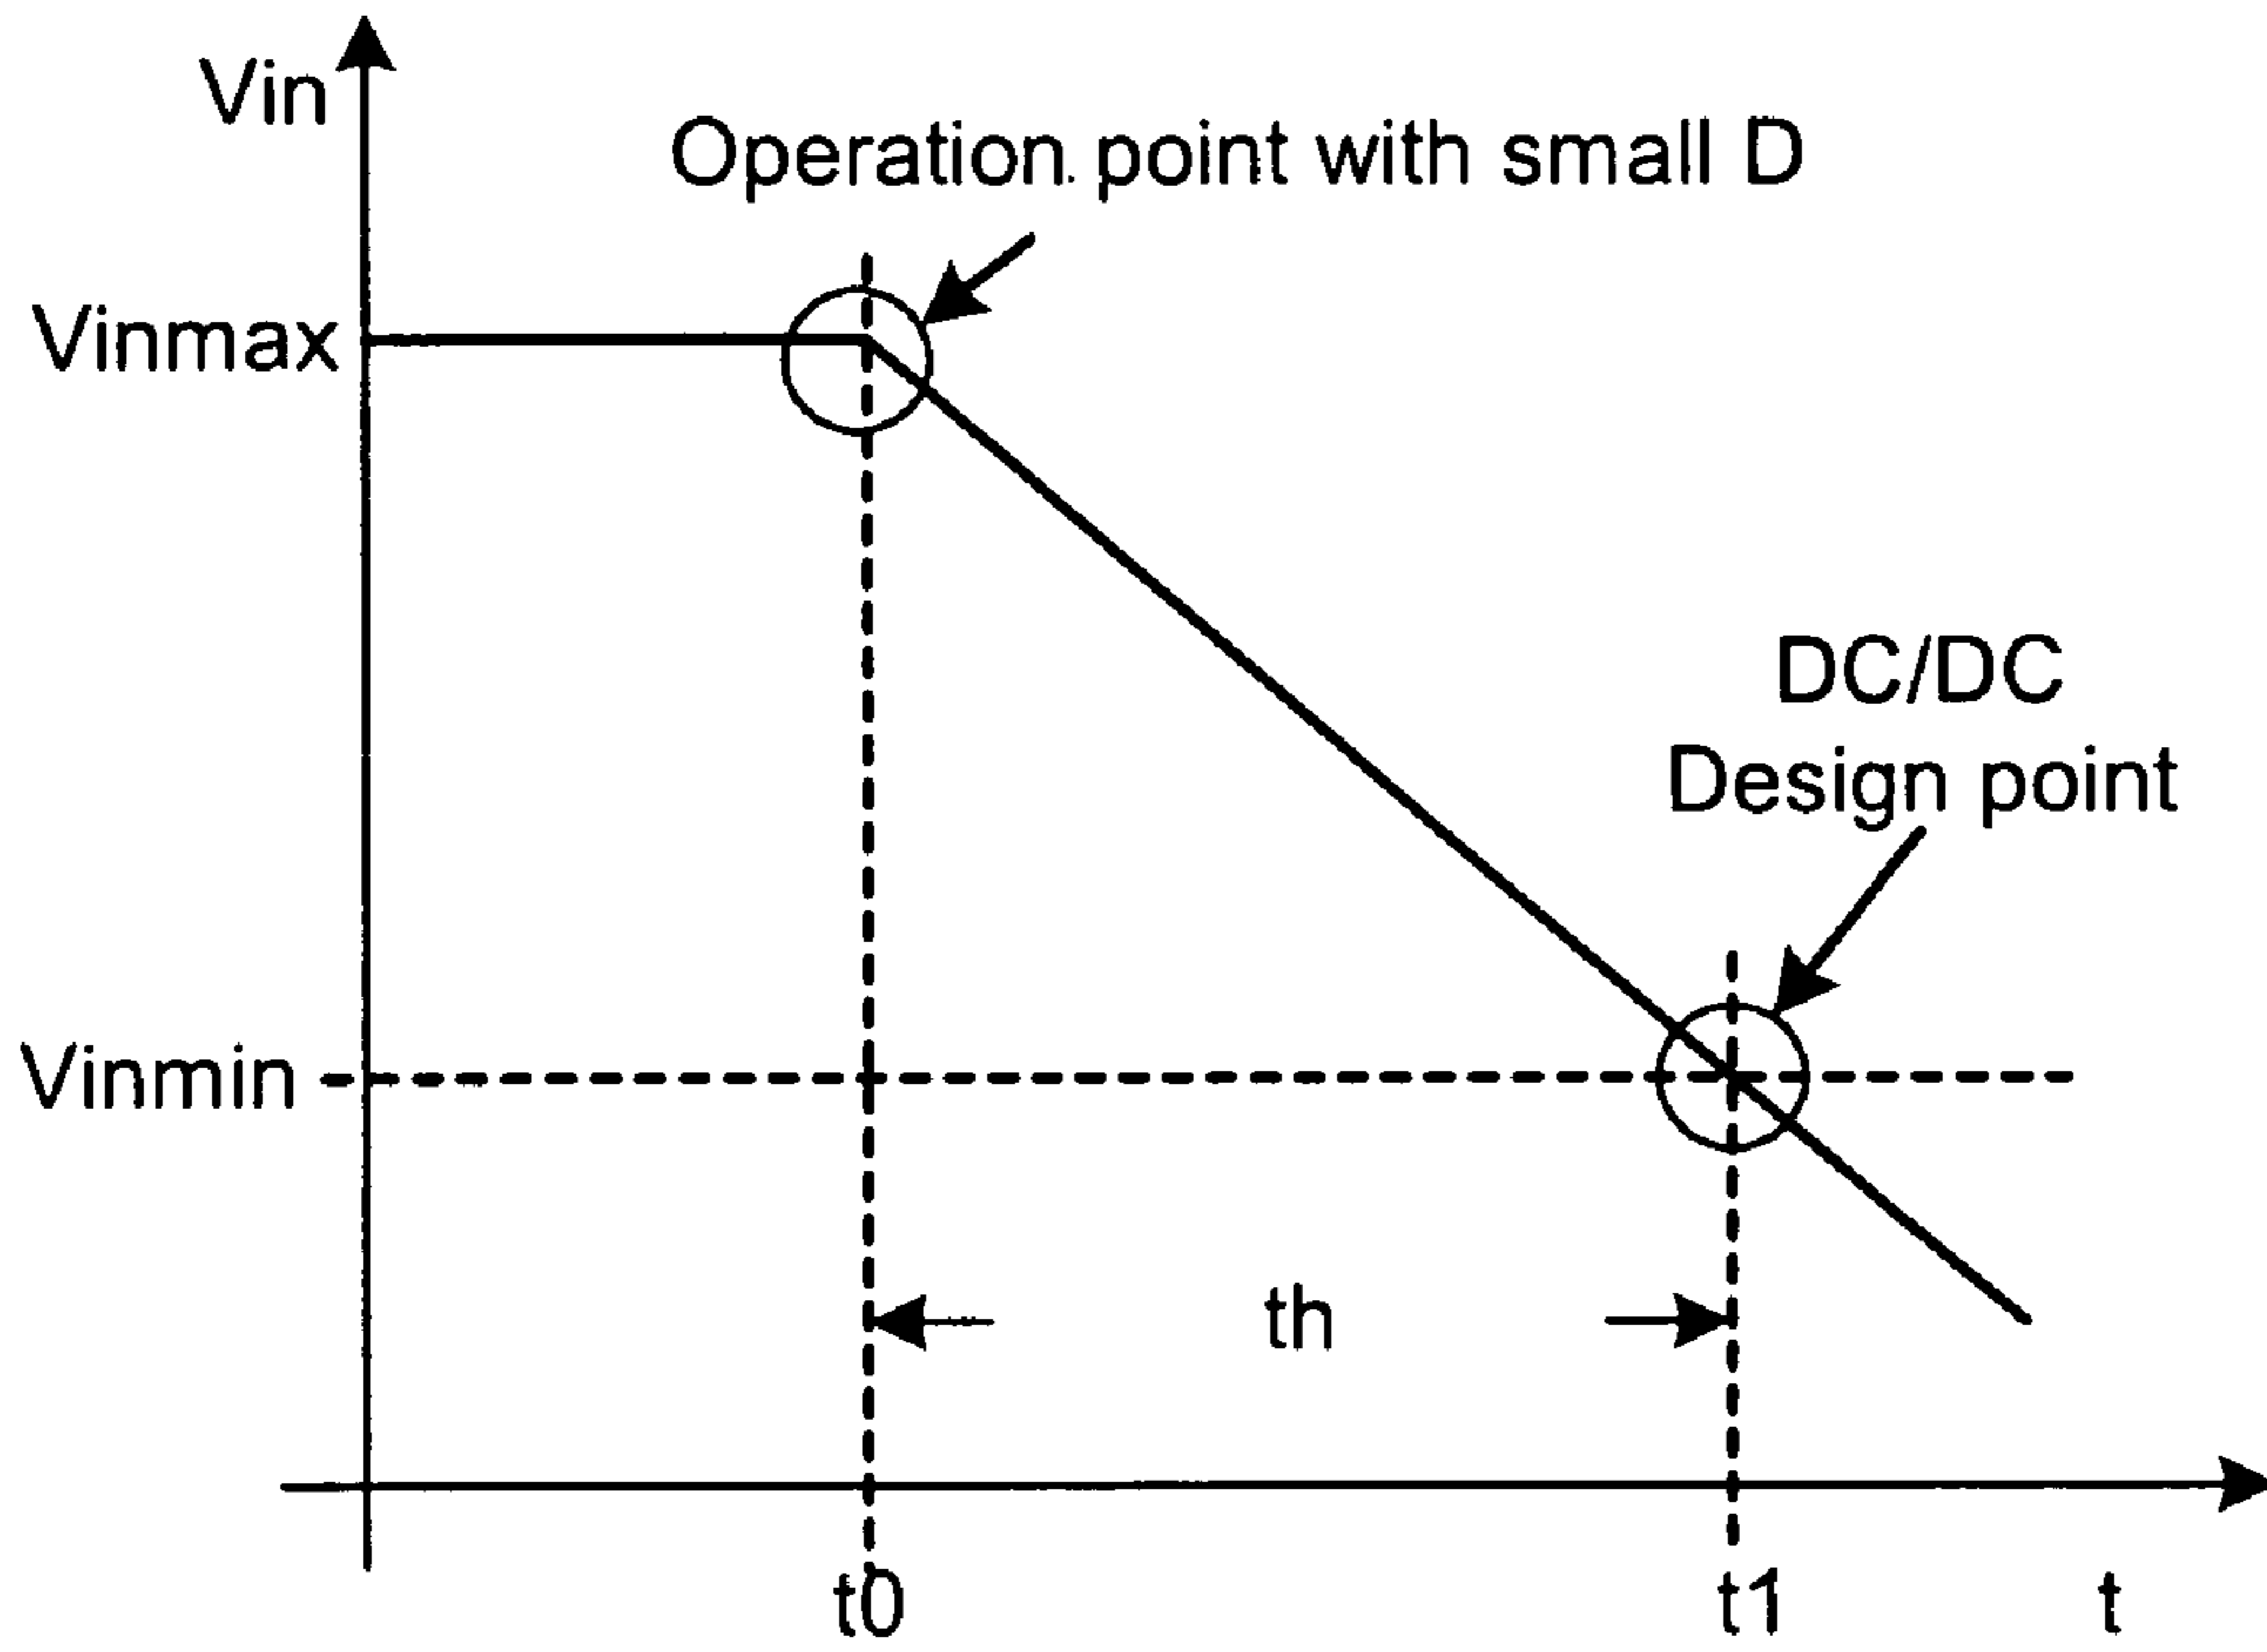 Vin
Operation point with small D
Vinmax
DC/DC
Design point
Vinmin
th
t0
t1
t